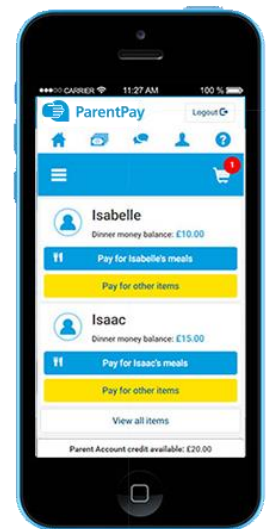 CARRIER 11:27 AM 100 %
ParentPay Logout
1
Isabelle
Dinner money balance: £10.00
Pay for Isabelle's meals
Pay for other items
Isaac
Dinner money balance: £15.00
Pay for Isaac's meals
Pay for other items
View all items
Parent Account credit available: £20.00